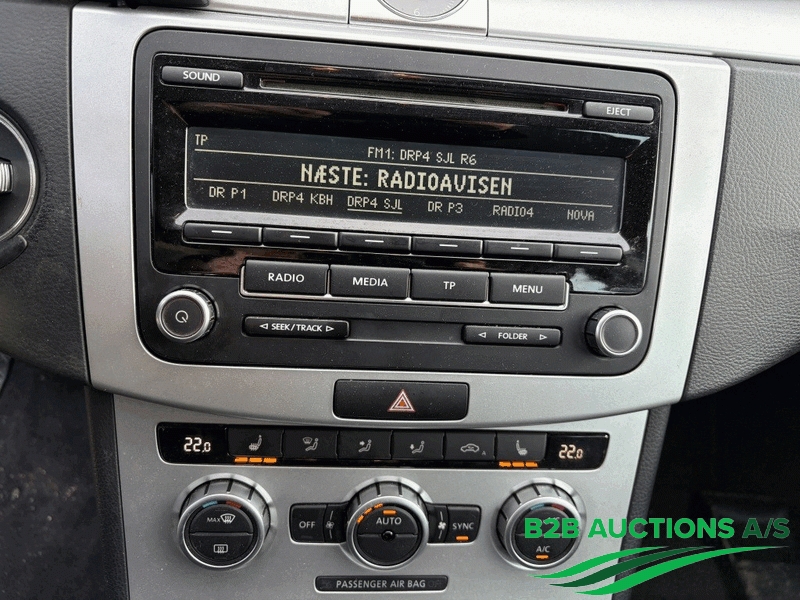 SOUND
EJECT
TP
FM1: DRP4 SJL R6
NÆSTE: RADIOAVISEN
DR P1 DRP4 KBH DRP4 SJL DR P3 RADIO4 NOVA
RADIO MEDIA TP MENU
SEEK/TRACK FOLDER
22.0 22.0
MAX OFF AUTO SYNC
A/C
PASSENGER AIR BAG
B2B AUCTIONS A/S